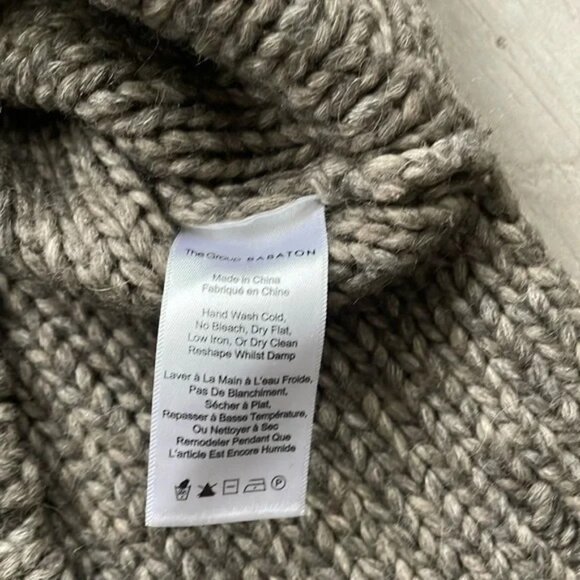 The Group BABATON
Made in China
Fabriqué en Chine
Hand Wash Cold,
No Bleach, Dry Flat,
Low Iron, Or Dry Clean
Reshape Whilst Damp
Laver à La Main à L'eau Froide,
Pas De Blanchiment,
Sécher à Plat,
Repasser à Basse Température,
Ou Nettoyer à Sec
Remodeler Pendant Que
L'article Est Encore Humide
P